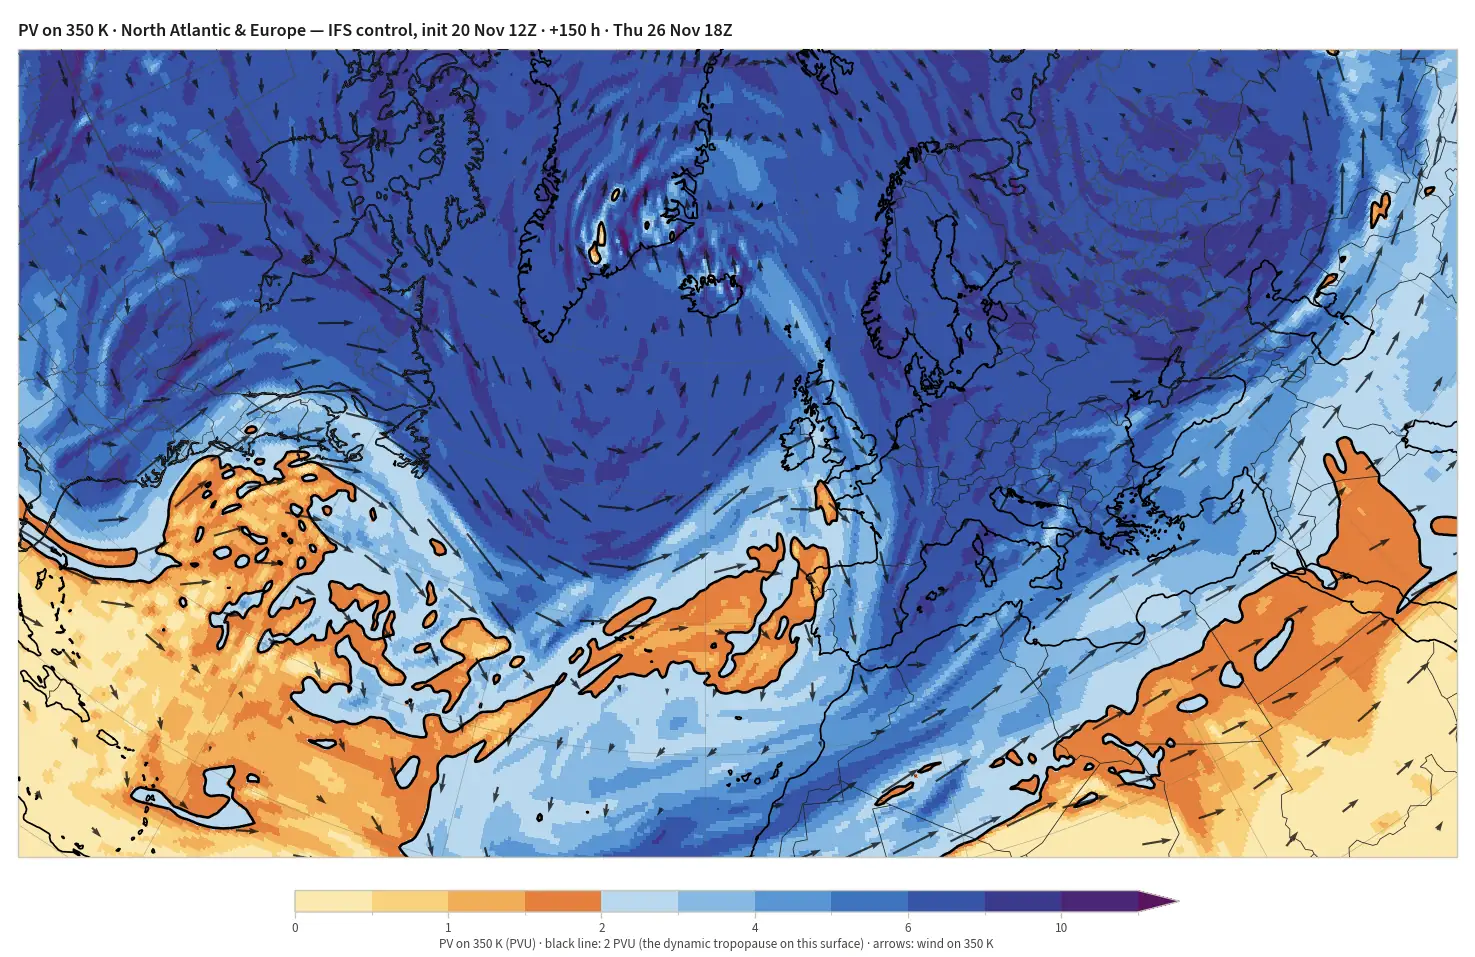 PV on 350 K · North Atlantic & Europe — IFS control, init 20 Nov 12Z · +150 h · Thu 26 Nov 18Z
0 1 2 4 6 10
PV on 350 K (PVU) · black line: 2 PVU (the dynamic tropopause on this surface) · arrows: wind on 350 K